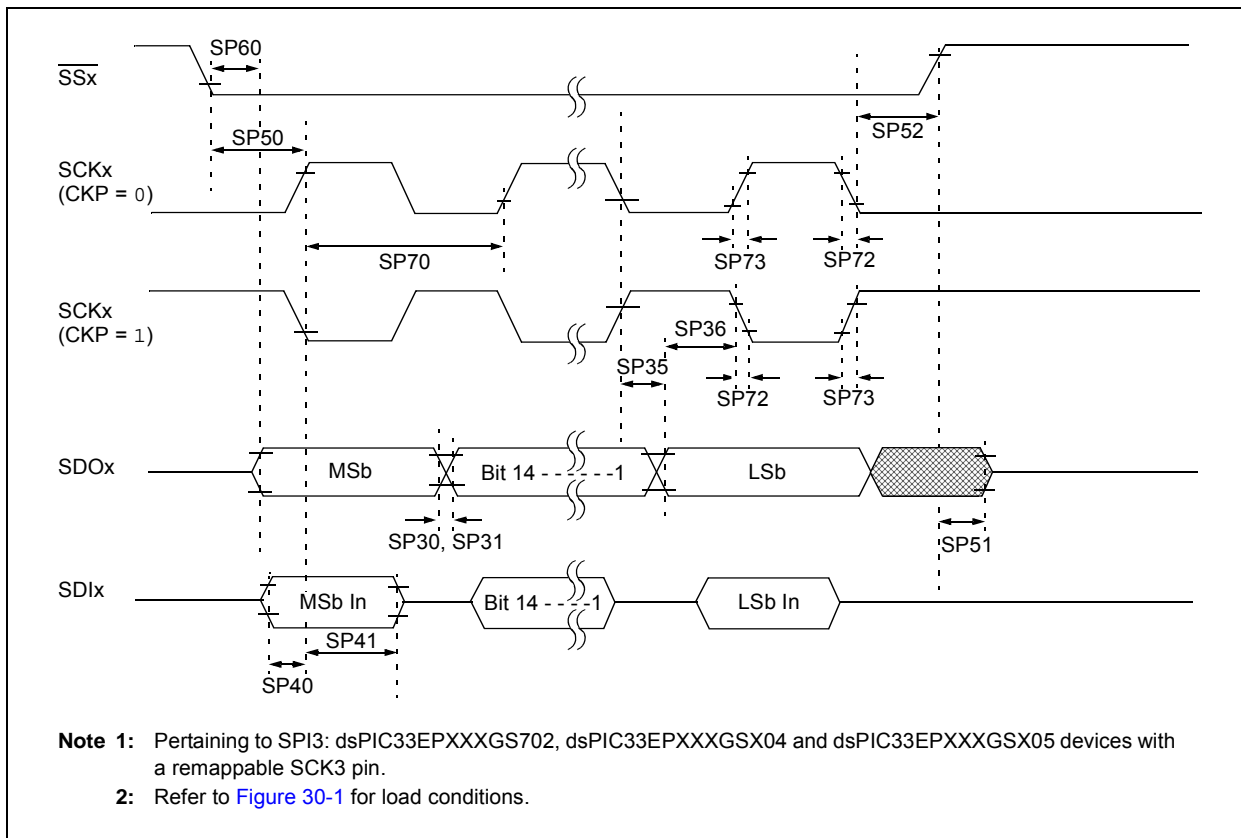 SP60
SSx
SP50
SP52
SCKx
(CKP = 0)
SP70
SP73
SP72
SCKx
(CKP = 1)
SP36
SP35
SP72
SP73
SDOx
MSb
Bit 14 - - - - - -1
LSb
SP30, SP31
SP51
SDIx
MSb In
Bit 14 - - - -1
LSb In
SP41
SP40
Note 1: Pertaining to SPI3: dsPIC33EPXXXGS702, dsPIC33EPXXXGSX04 and dsPIC33EPXXXGSX05 devices with
a remappable SCK3 pin.
2: Refer to Figure 30-1 for load conditions.